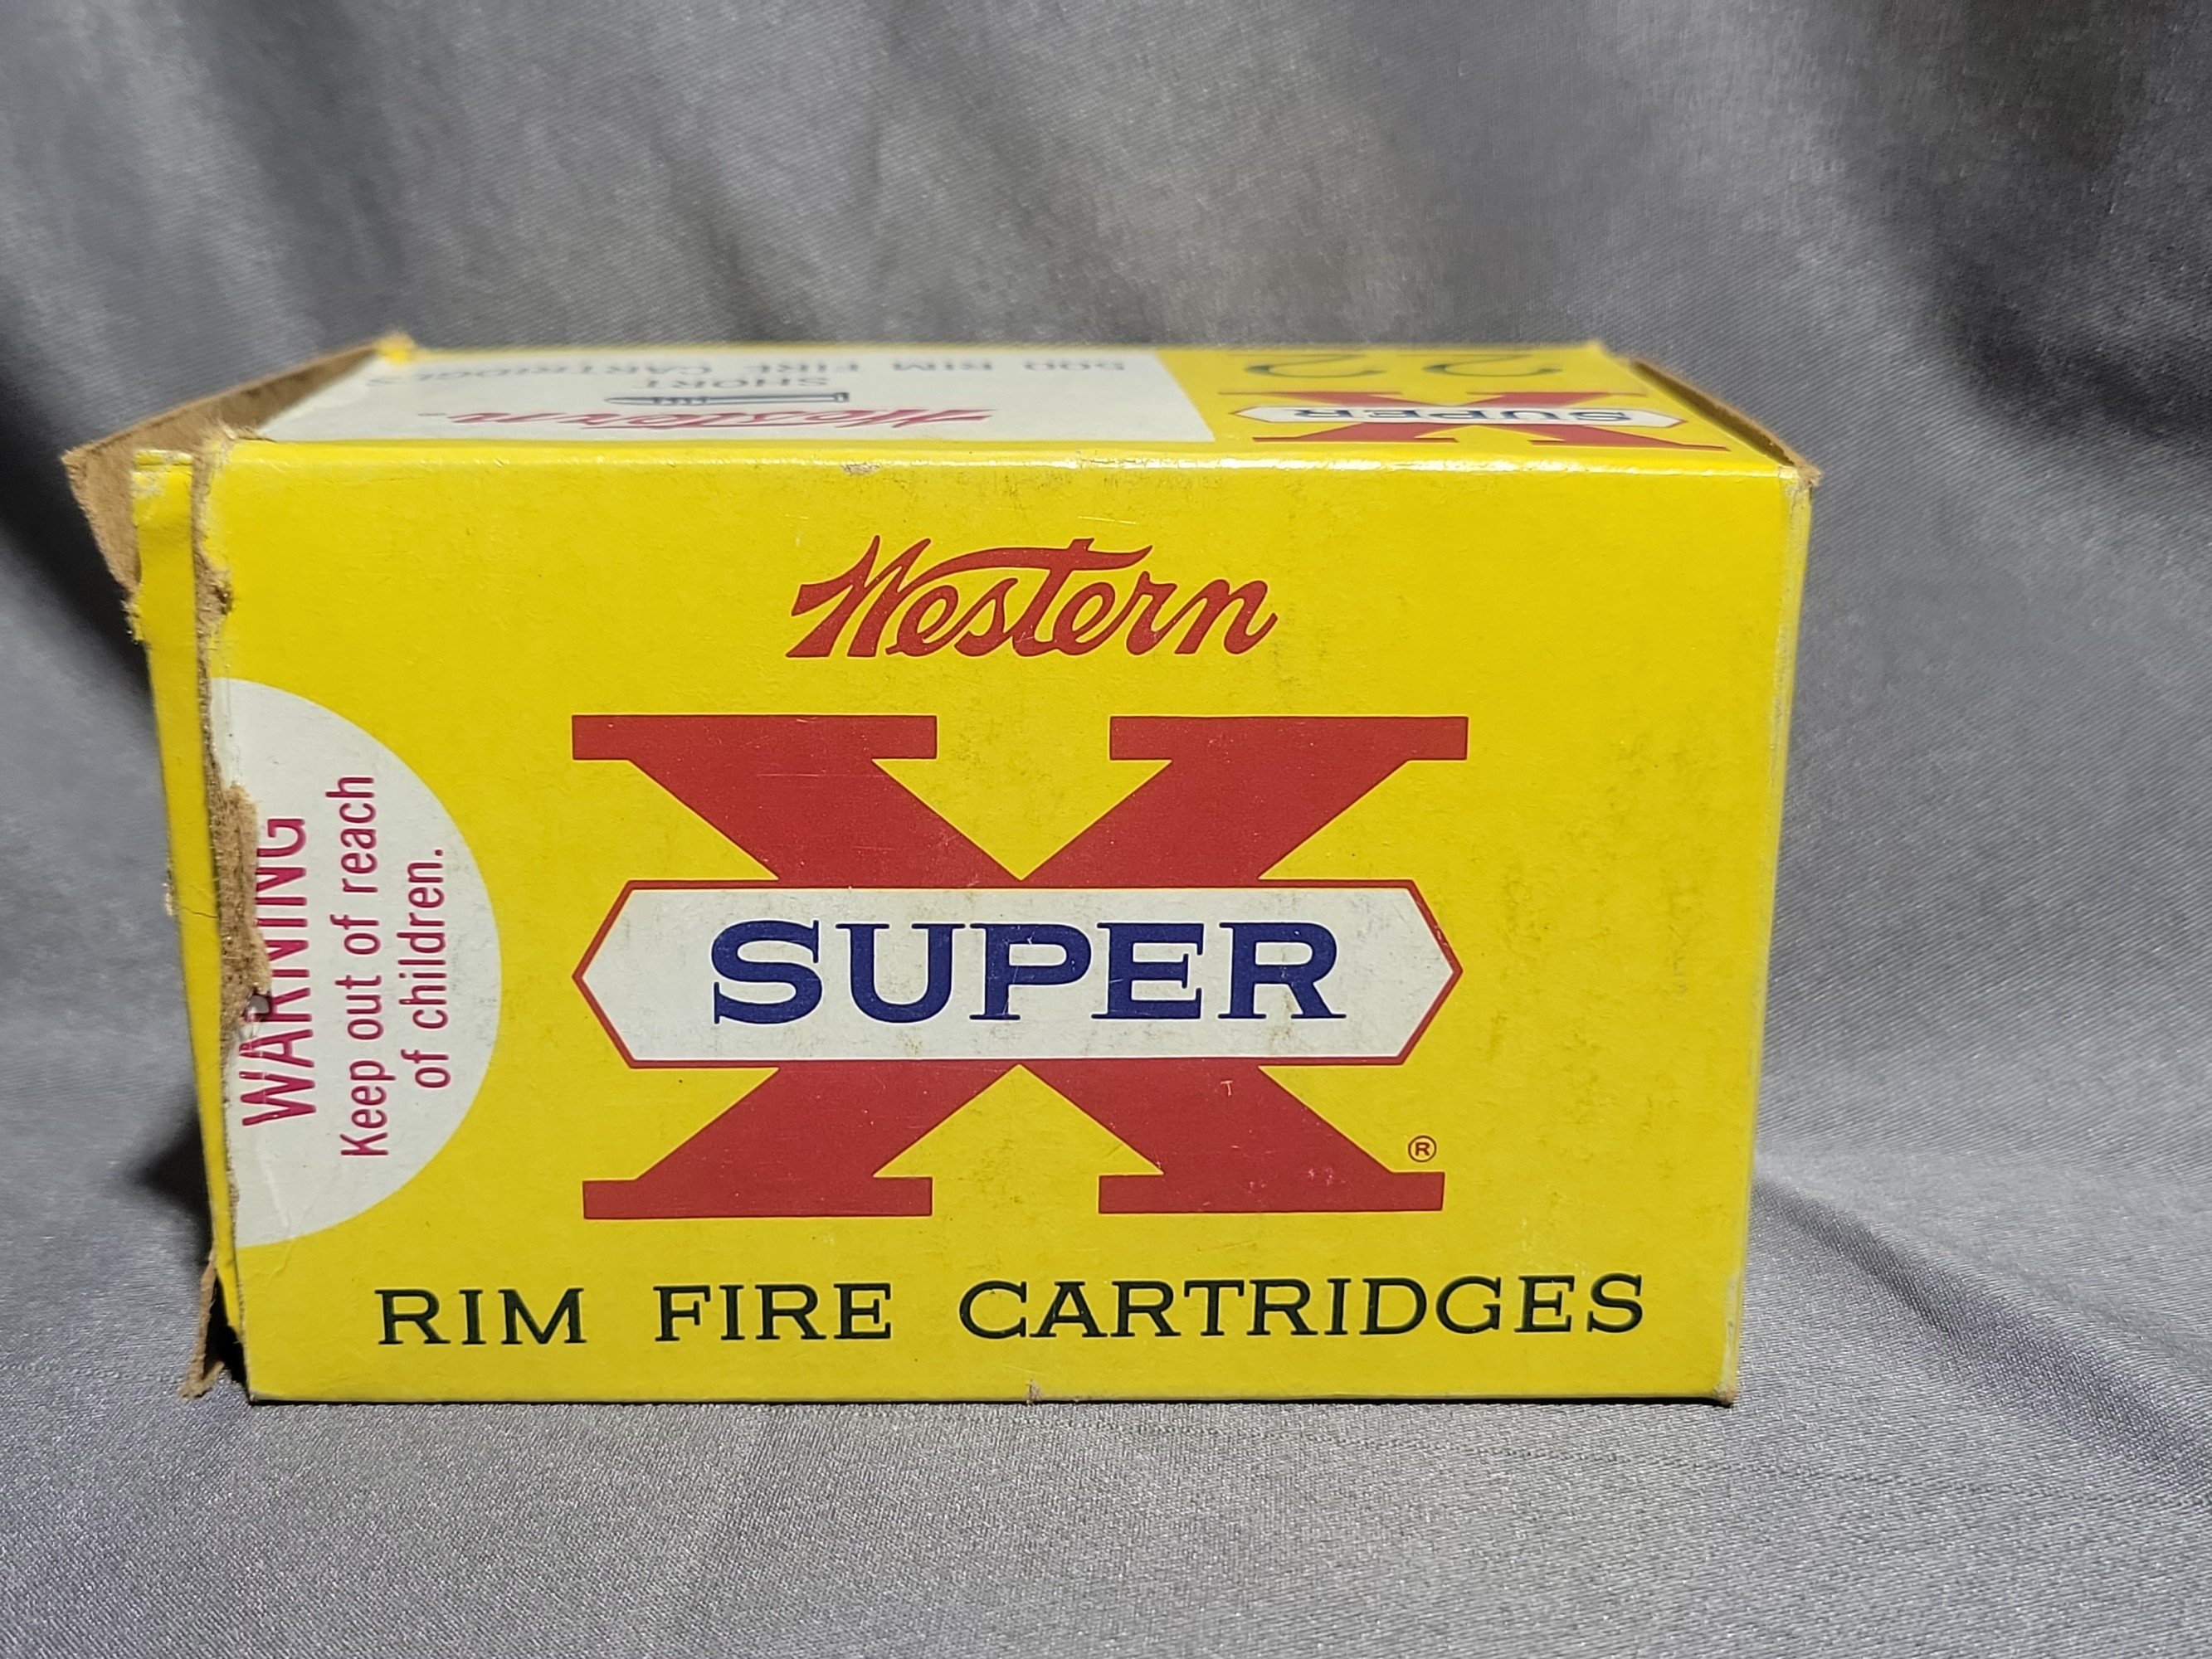 Western
X
SUPER
®
RIM FIRE CARTRIDGES
WARNING
Keep out of reach
of children.
22
X
SUPER
Western
SHORT
500 RIM FIRE CARTRIDGES